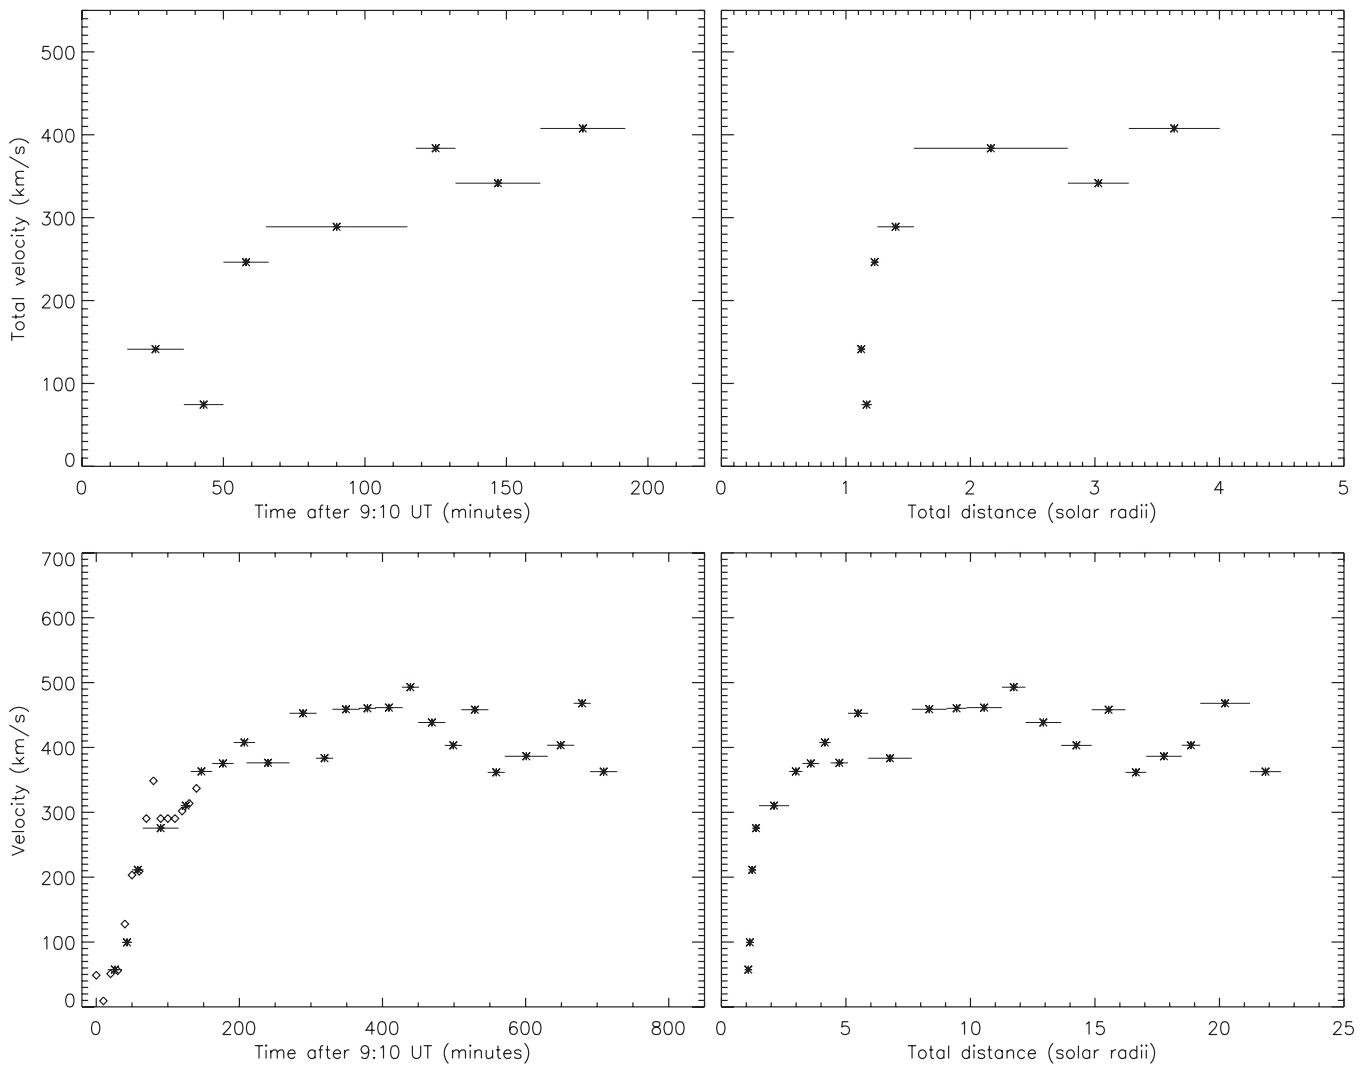 500
400
300
200
100
0
Total velocity (km/s)
0 50 100 150 200
Time after 9:10 UT (minutes)
0 1 2 3 4 5
Total distance (solar radii)
700
600
500
400
300
200
100
0
Velocity (km/s)
0 200 400 600 800
Time after 9:10 UT (minutes)
0 5 10 15 20 25
Total distance (solar radii)